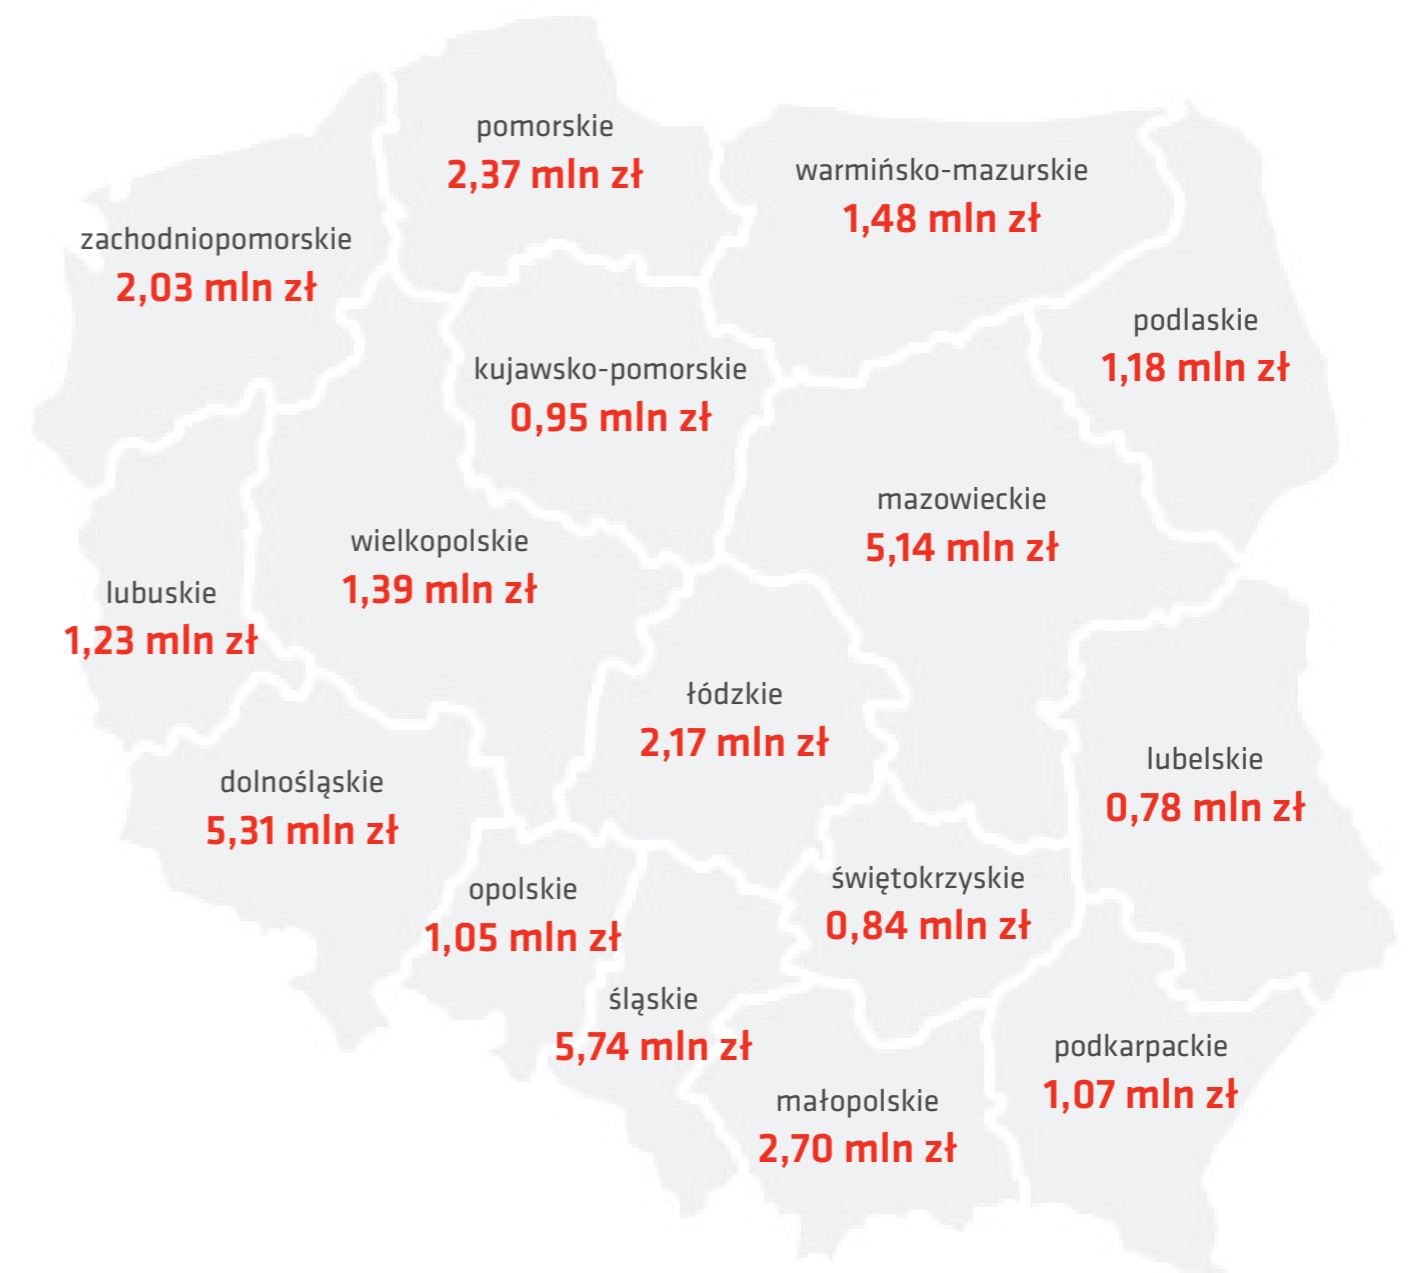 pomorskie
2,37 mln zł
warmińsko-mazurskie
1,48 mln zł
zachodniopomorskie
2,03 mln zł
podlaskie
1,18 mln zł
kujawsko-pomorskie
0,95 mln zł
mazowieckie
5,14 mln zł
wielkopolskie
1,39 mln zł
lubuskie
1,23 mln zł
łódzkie
2,17 mln zł
lubelskie
0,78 mln zł
dolnośląskie
5,31 mln zł
świętokrzyskie
0,84 mln zł
opolskie
1,05 mln zł
śląskie
5,74 mln zł
podkarpackie
1,07 mln zł
małopolskie
2,70 mln zł